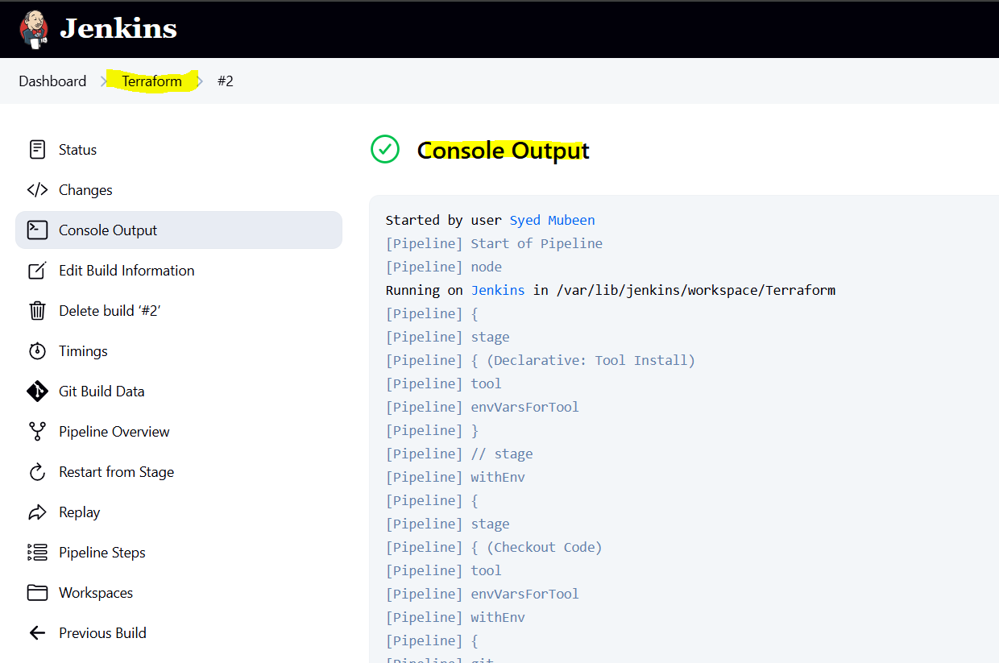 Jenkins
Dashboard > Terraform > #2
Status
Changes
Console Output
Edit Build Information
Delete build ‘#2’
Timings
Git Build Data
Pipeline Overview
Restart from Stage
Replay
Pipeline Steps
Workspaces
Previous Build
Console Output
Started by user Syed Mubeen
[Pipeline] Start of Pipeline
[Pipeline] node
Running on Jenkins in /var/lib/jenkins/workspace/Terraform
[Pipeline] {
[Pipeline] stage
[Pipeline] { (Declarative: Tool Install)
[Pipeline] tool
[Pipeline] envVarsForTool
[Pipeline] }
[Pipeline] // stage
[Pipeline] withEnv
[Pipeline] {
[Pipeline] stage
[Pipeline] { (Checkout Code)
[Pipeline] tool
[Pipeline] envVarsForTool
[Pipeline] withEnv
[Pipeline] {
[Pipeline] git